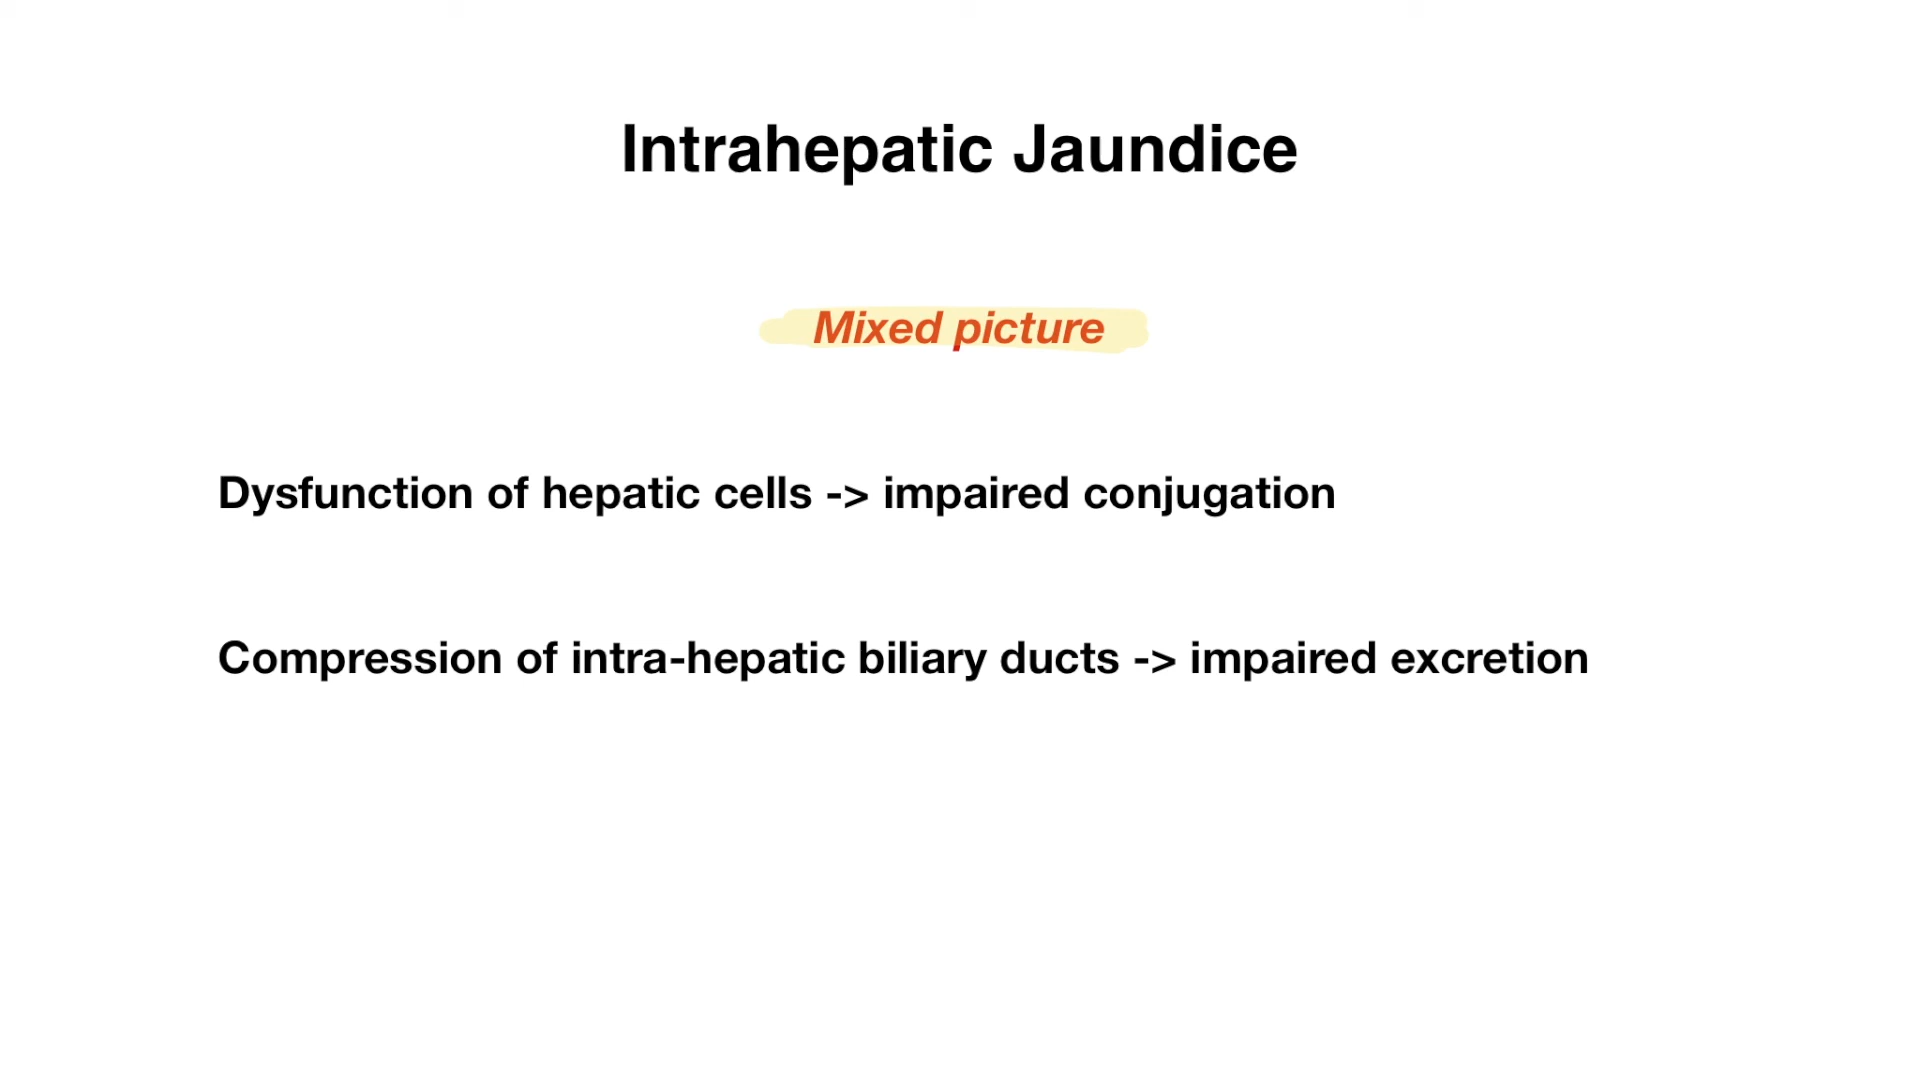 Intrahepatic Jaundice
Mixed picture
Dysfunction of hepatic cells -> impaired conjugation
Compression of intra-hepatic biliary ducts -> impaired excretion